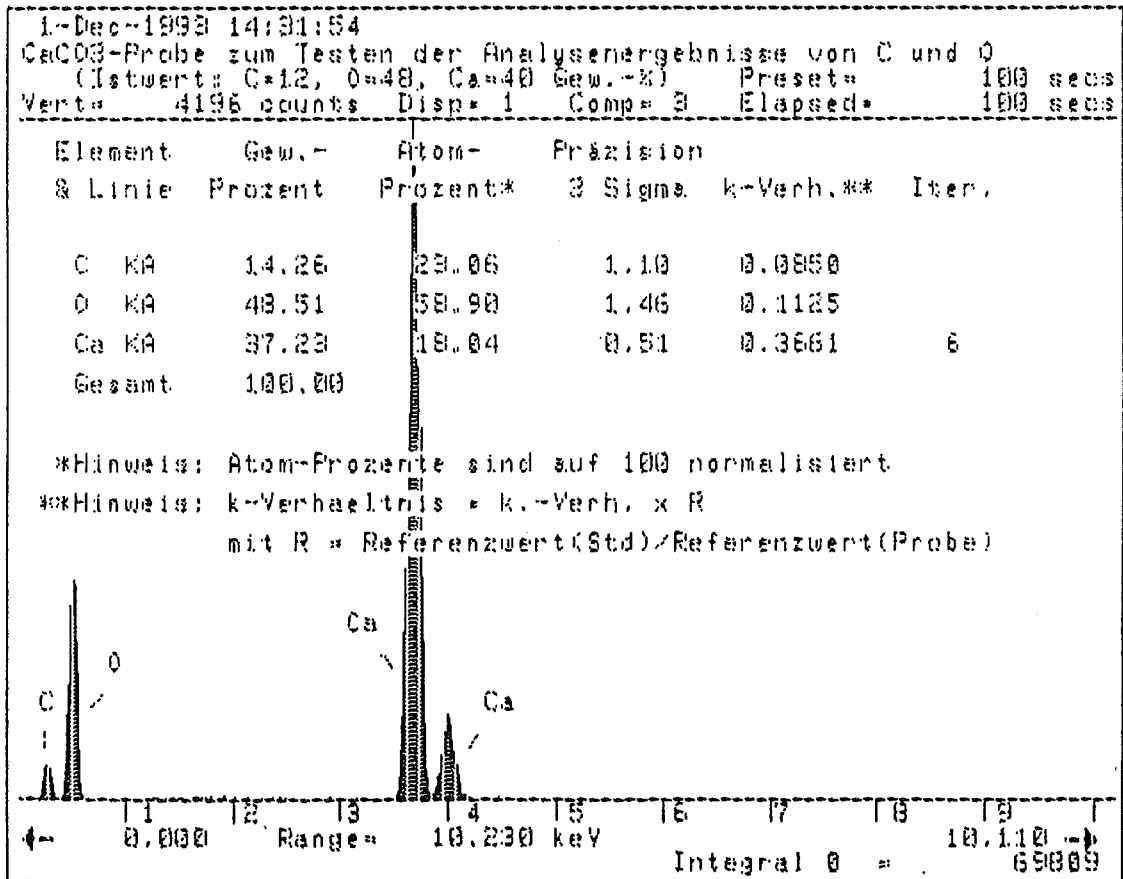 1-Dec-1993 14:31:54
CaCO3-Probe zum Testen der Analysenergebnisse von C und O
(Istwert: C=12, O=48, Ca=40 Gew.-%) Preset= 100 secs
Vert= 4196 counts Disp= 1 Comp= 3 Elapsed= 100 secs
Element Gew.- Atom- Präzision
& Linie Prozent Prozent* 3 Sigma k-Verh.** Iter.
C KA 14.26 23.06 1.10 0.0850
O KA 48.51 58.90 1.46 0.1125
Ca KA 37.23 18.04 0.51 0.3661 6
Gesamt 100.00
*Hinweis: Atom-Prozente sind auf 100 normalisiert
**Hinweis: k-Verhaeltnis = k.-Verh. x R
mit R = Referenzwert(Std)/Referenzwert(Probe)
Ca
O
C
Ca
1 2 3 4 5 6 7 8 9
0.000 Range= 10.230 keV 10.110
Integral 0 = 69809